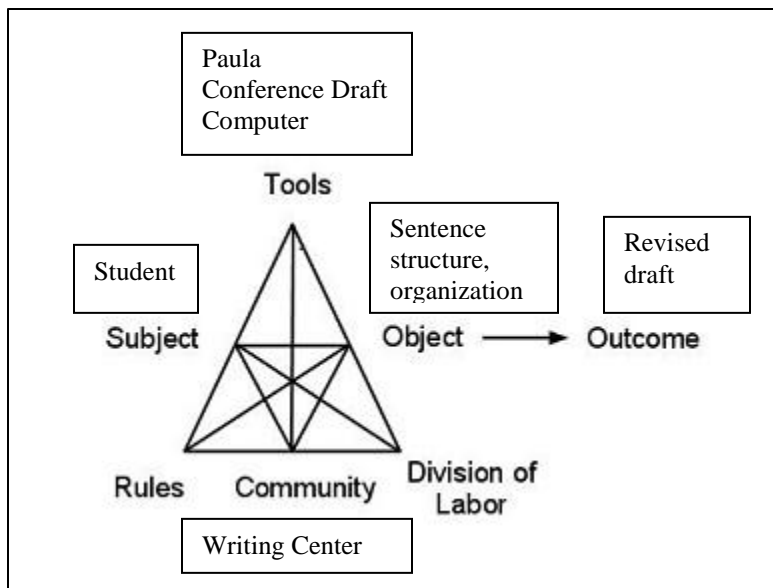 Paula
Conference Draft
Computer
Tools
Student
Sentence
structure,
organization
Revised
draft
Subject
Object
Outcome
Rules
Community
Division of
Labor
Writing Center